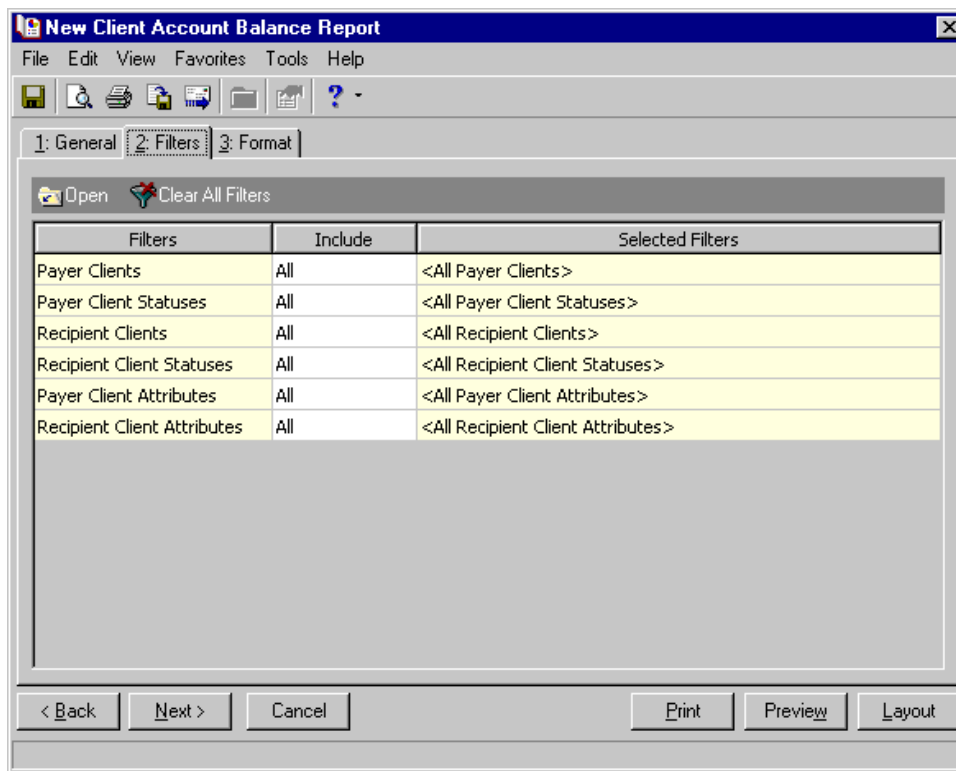 New Client Account Balance Report
File Edit View Favorites Tools Help
?
1: General 2: Filters 3: Format
Open Clear All Filters
Filters Include Selected Filters
Payer Clients All <All Payer Clients>
Payer Client Statuses All <All Payer Client Statuses>
Recipient Clients All <All Recipient Clients>
Recipient Client Statuses All <All Recipient Client Statuses>
Payer Client Attributes All <All Payer Client Attributes>
Recipient Client Attributes All <All Recipient Client Attributes>
< Back Next > Cancel Print Preview Layout